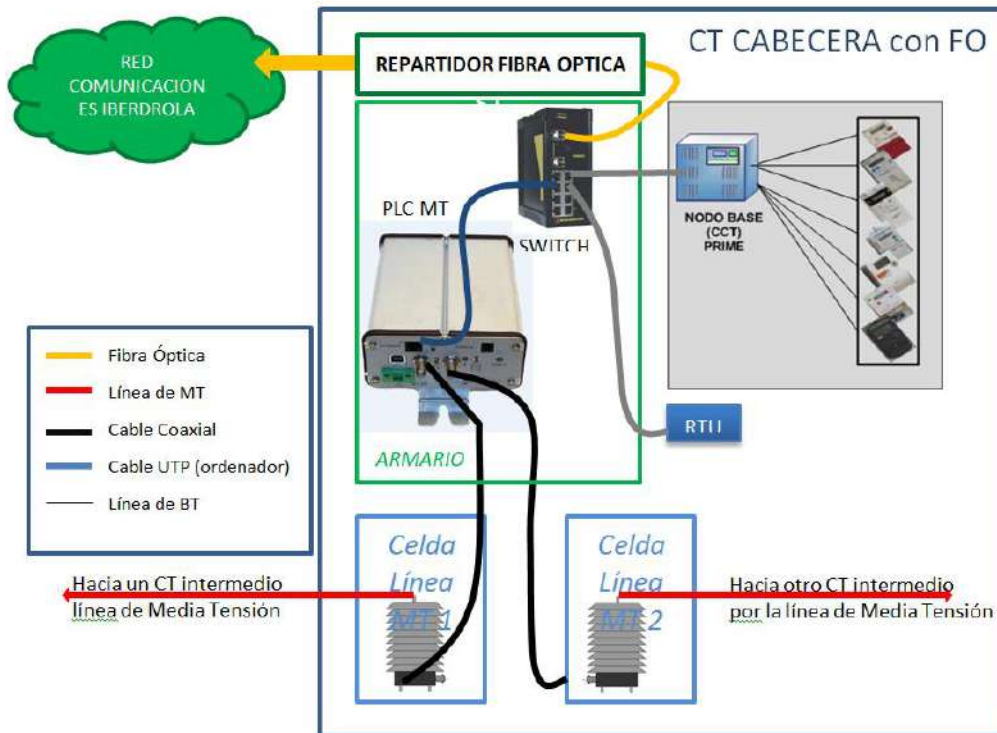 CT CABECERA con FO
RED
COMUNICACION
ES IBERDROLA
REPARTIDOR FIBRA OPTICA
PLC MT
SWITCH
NODO BASE
(CCT)
PRIME
RTU
ARMARIO
Fibra Óptica
Línea de MT
Cable Coaxial
Cable UTP (ordenador)
Línea de BT
Celda
Línea
MT 1
Celda
Línea
MT 2
Hacia un CT intermedio
línea de Media Tensión
Hacia otro CT intermedio
por la línea de Media Tensión